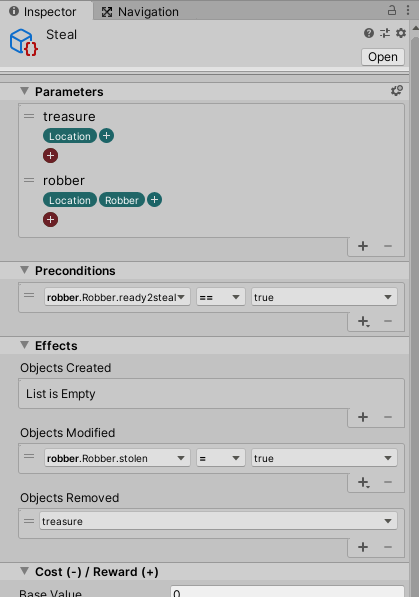 Inspector
Navigation
Steal
Open
Parameters
treasure
Location
robber
Location Robber
Preconditions
robber.Robber.ready2steal == true
Effects
Objects Created
List is Empty
Objects Modified
robber.Robber.stolen = true
Objects Removed
treasure
Cost (-) / Reward (+)
Base Value 0